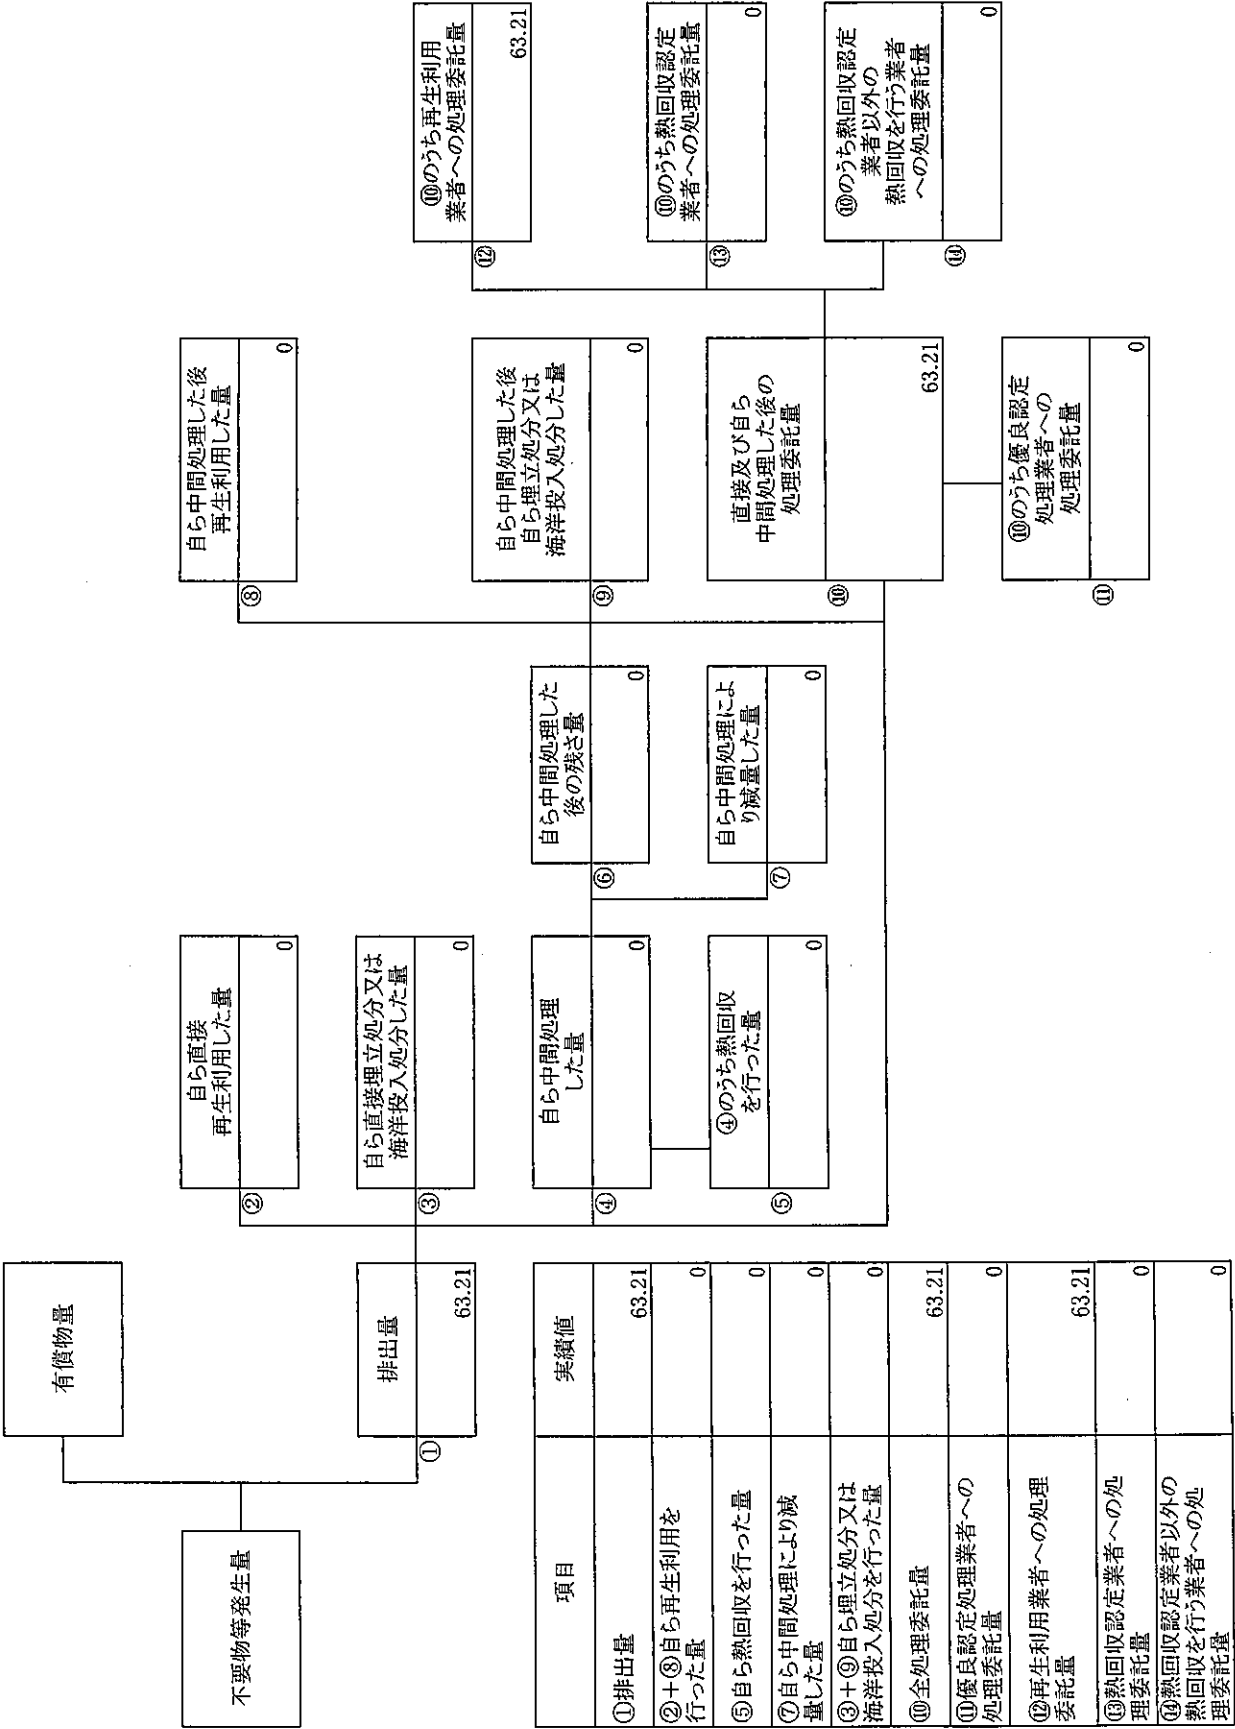 不要物等発生量
有償物量
①
排出量
63.21
②
自ら直接
再生利用した量
0
③
自ら直接埋立処分又は
海洋投入処分した量
0
④
自ら中間処理
した量
0
⑤
④のうち熱回収
を行った量
0
⑥
自ら中間処理した
後の残さ量
0
⑦
自ら中間処理によ
り減量した量
0
⑧
自ら中間処理した後
再生利用した量
0
⑨
自ら中間処理した後
自ら埋立処分又は
海洋投入処分した量
0
⑩
直接及び自ら
中間処理した後の
処理委託量
63.21
⑪
⑩のうち優良認定
処理業者への
処理委託量
0
⑫
⑩のうち再生利用
業者への処理委託量
63.21
⑬
⑩のうち熱回収認定
業者への処理委託量
0
⑭
⑩のうち熱回収認定
業者以外の
熱回収を行う業者
への処理委託量
0
項目 実績値
①排出量 63.21
②+⑧自ら再生利用を
行った量 0
⑤自ら熱回収を行った量 0
⑦自ら中間処理により減
量した量 0
③+⑨自ら埋立処分又は
海洋投入処分を行った量 0
⑩全処理委託量 63.21
⑪優良認定処理業者への
処理委託量 0
⑫再生利用業者への処理
委託量 63.21
⑬熱回収認定業者への処
理委託量 0
⑭熱回収認定業者以外の
熱回収を行う業者への処
理委託量 0